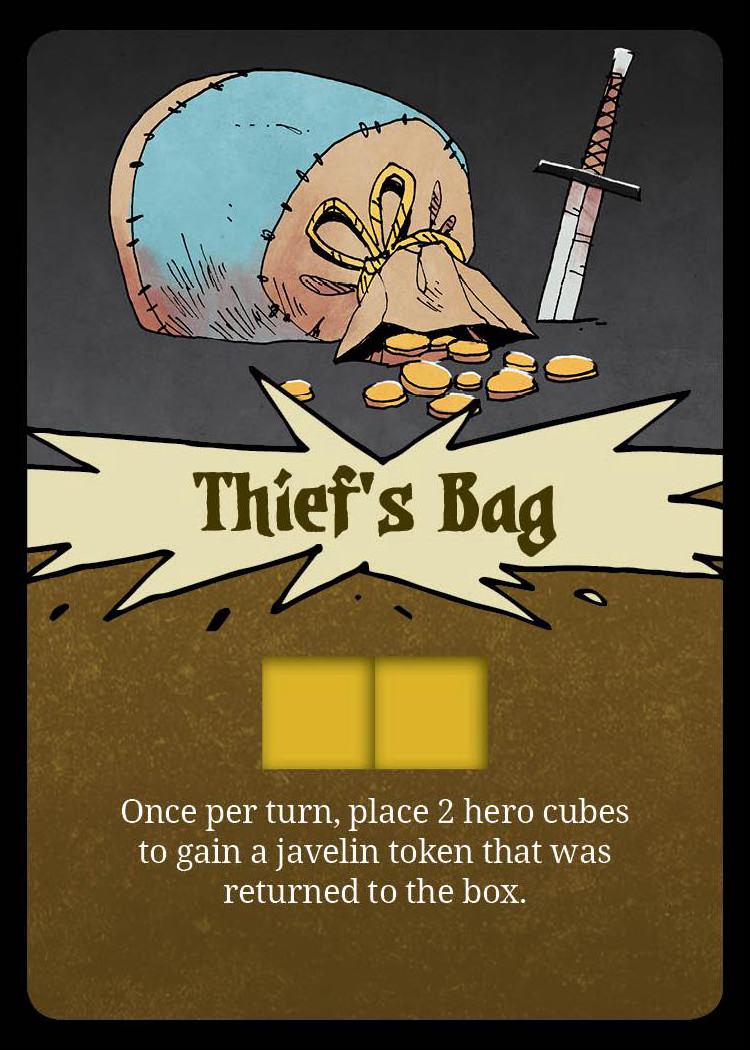 Thief's Bag
Once per turn, place 2 hero cubes
to gain a javelin token that was
returned to the box.